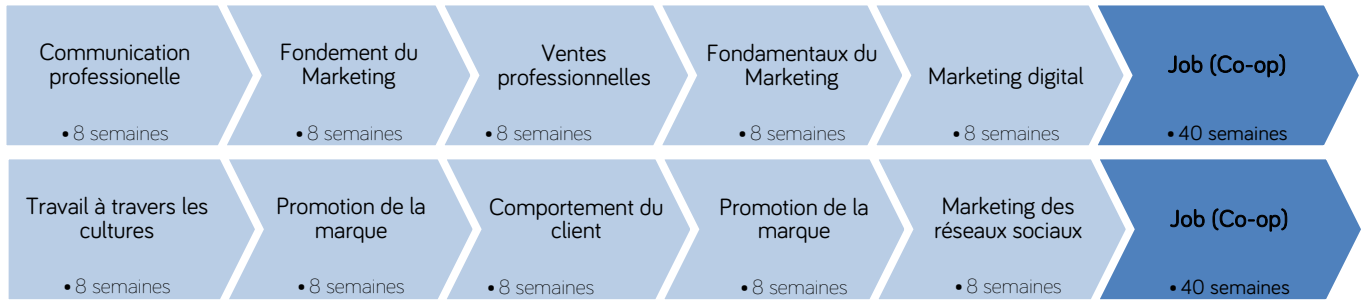 Communication
professionelle
• 8 semaines
Fondement du
Marketing
• 8 semaines
Ventes
professionnelles
• 8 semaines
Fondamentaux du
Marketing
• 8 semaines
Marketing digital
• 8 semaines
Job (Co-op)
• 40 semaines
Travail à travers les
cultures
• 8 semaines
Promotion de la
marque
• 8 semaines
Comportement du
client
• 8 semaines
Promotion de la
marque
• 8 semaines
Marketing des
réseaux sociaux
• 8 semaines
Job (Co-op)
• 40 semaines